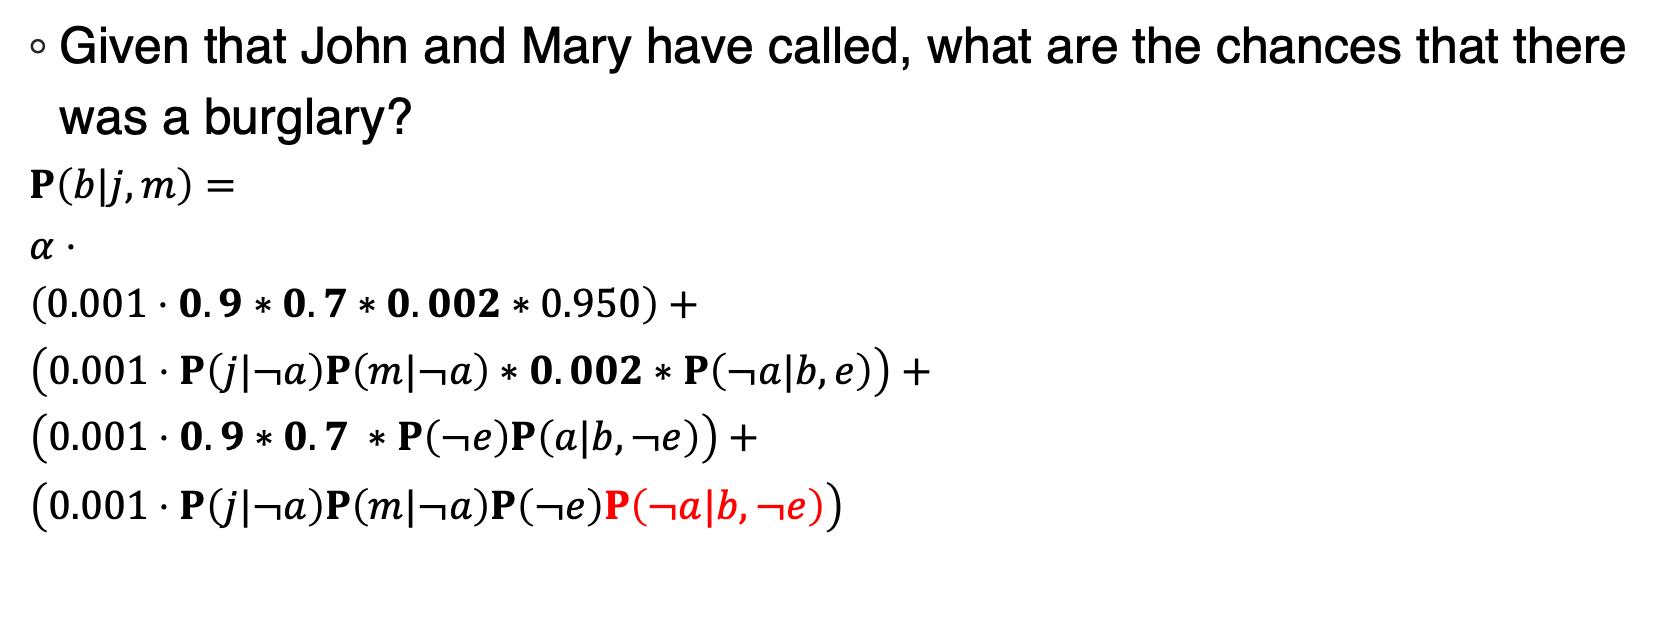 ◦ Given that John and Mary have called, what are the chances that there
was a burglary?
𝐏(𝑏|𝑗, 𝑚) =
𝛼 ·
(0.001 · 𝟎.𝟗 ∗ 𝟎.𝟕 ∗ 𝟎.𝟎𝟎𝟐 ∗ 0.950) +
(0.001 · 𝐏(𝑗|¬𝑎)𝐏(𝑚|¬𝑎) ∗ 𝟎.𝟎𝟎𝟐 ∗ 𝐏(¬𝑎|𝑏, 𝑒)) +
(0.001 · 𝟎.𝟗 ∗ 𝟎.𝟕 ∗ 𝐏(¬𝑒)𝐏(𝑎|𝑏, ¬𝑒)) +
(0.001 · 𝐏(𝑗|¬𝑎)𝐏(𝑚|¬𝑎)𝐏(¬𝑒)𝐏(¬𝑎|𝑏, ¬𝑒))